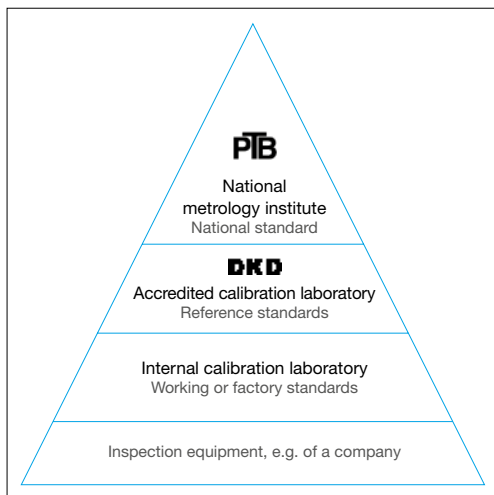 PTB
National
metrology institute
National standard
DKD
Accredited calibration laboratory
Reference standards
Internal calibration laboratory
Working or factory standards
Inspection equipment, e.g. of a company